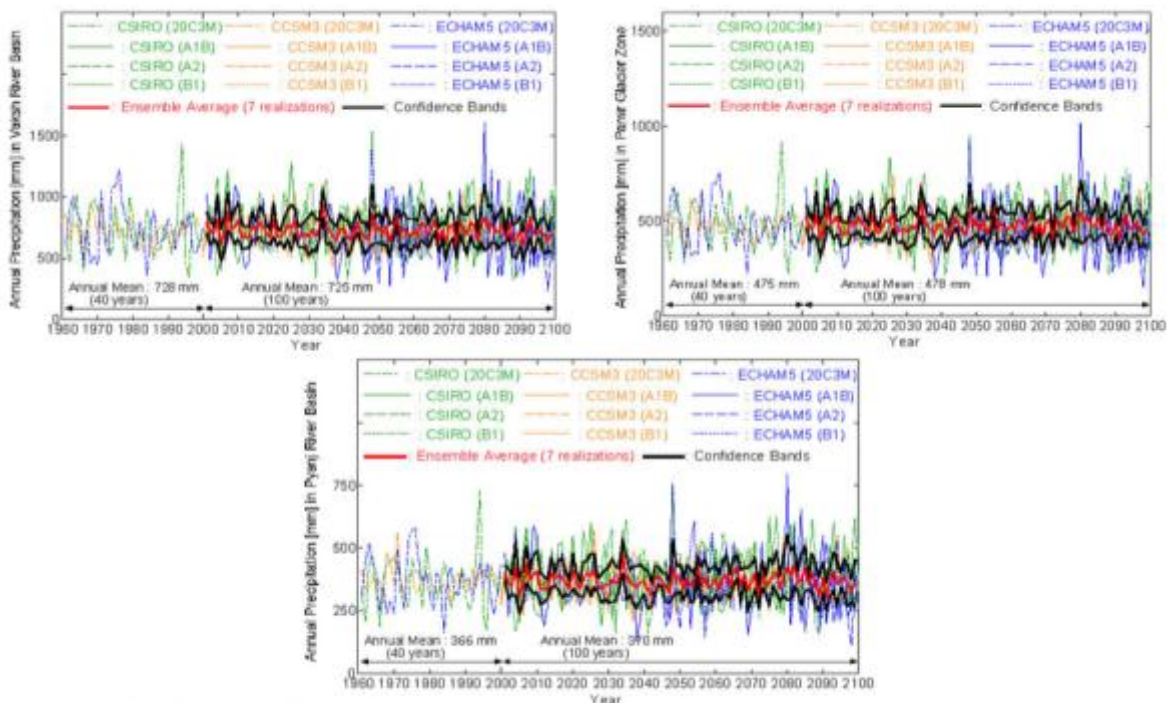 CSIRO (20C3M) CCSM3 (20C3M) ECHAM5 (20C3M)
: CSIRO (A1B) : CCSM3 (A1B) : ECHAM5 (A1B)
: CSIRO (A2) : CCSM3 (A2) : ECHAM5 (A2)
: CSIRO (B1) : CCSM3 (B1) : ECHAM5 (B1)
: Ensemble Average (7 realizations) : Confidence Bands
Annual Precipitation [mm] in Vakhsh River Basin
1500
1000
500
0
Annual Mean : 728 mm Annual Mean : 725 mm
(40 years) (100 years)
1960 1970 1980 1990 2000 2010 2020 2030 2040 2050 2060 2070 2080 2090 2100
Year
: CSIRO (20C3M) : CCSM3 (20C3M) : ECHAM5 (20C3M)
: CSIRO (A1B) : CCSM3 (A1B) : ECHAM5 (A1B)
: CSIRO (A2) : CCSM3 (A2) : ECHAM5 (A2)
: CSIRO (B1) : CCSM3 (B1) : ECHAM5 (B1)
: Ensemble Average (7 realizations) : Confidence Bands
Annual Precipitation [mm] in Pamir Glacier Zone
1500
1000
500
0
Annual Mean : 475 mm Annual Mean : 478 mm
(40 years) (100 years)
1960 1970 1980 1990 2000 2010 2020 2030 2040 2050 2060 2070 2080 2090 2100
Year
: CSIRO (20C3M) : CCSM3 (20C3M) : ECHAM5 (20C3M)
: CSIRO (A1B) : CCSM3 (A1B) : ECHAM5 (A1B)
: CSIRO (A2) : CCSM3 (A2) : ECHAM5 (A2)
: CSIRO (B1) : CCSM3 (B1) : ECHAM5 (B1)
: Ensemble Average (7 realizations) : Confidence Bands
Annual Precipitation [mm] in Pyanj River Basin
750
500
250
0
Annual Mean : 366 mm Annual Mean : 370 mm
(40 years) (100 years)
1960 1970 1980 1990 2000 2010 2020 2030 2040 2050 2060 2070 2080 2090 2100
Year